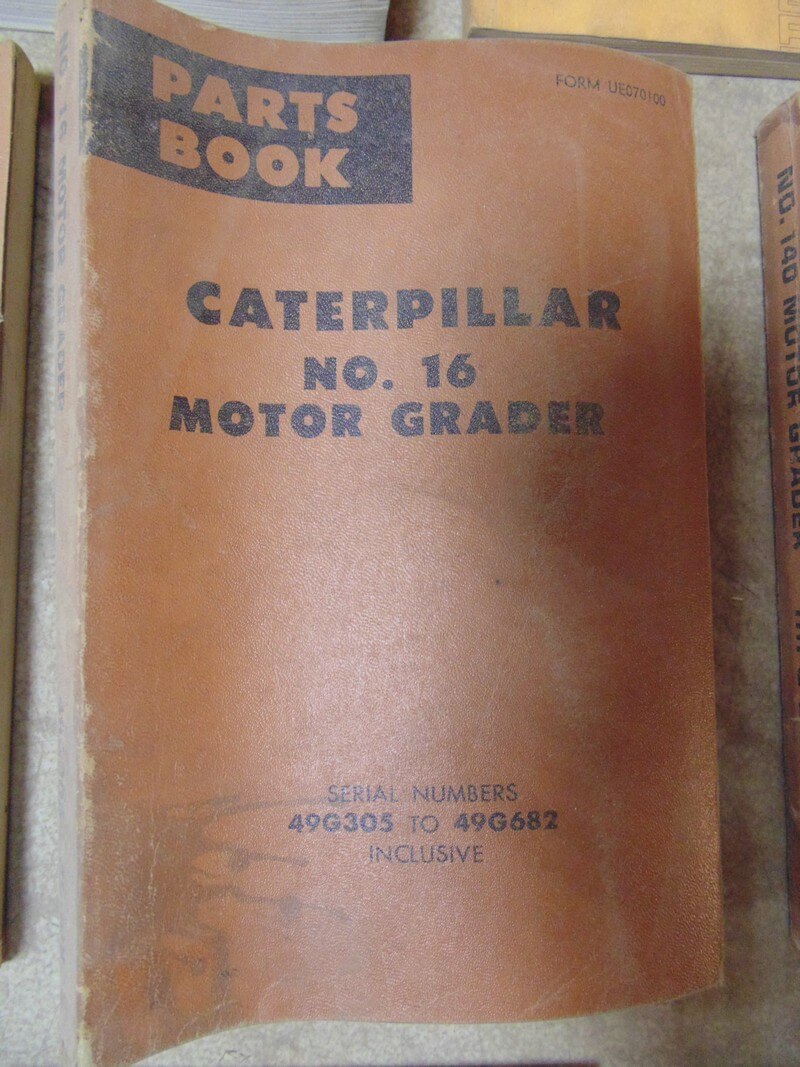 PARTS
BOOK
FORM UE070100
CATERPILLAR
NO. 16
MOTOR GRADER
SERIAL NUMBERS
49G305 TO 49G682
INCLUSIVE
NO. 16 MOTOR GRADER
NO. 140 MOTOR GRADER